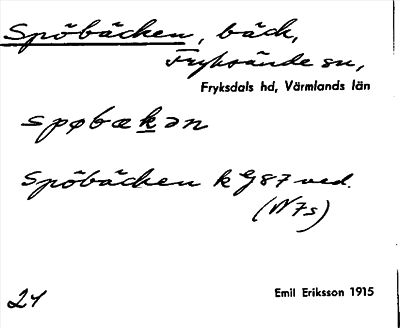 Spöbäcken, bäck,
Fryksände sn,
Fryksdals hd, Värmlands län
spøbækən
Spöbäcken k G87 ved.
(N7s)
24
Emil Eriksson 1915